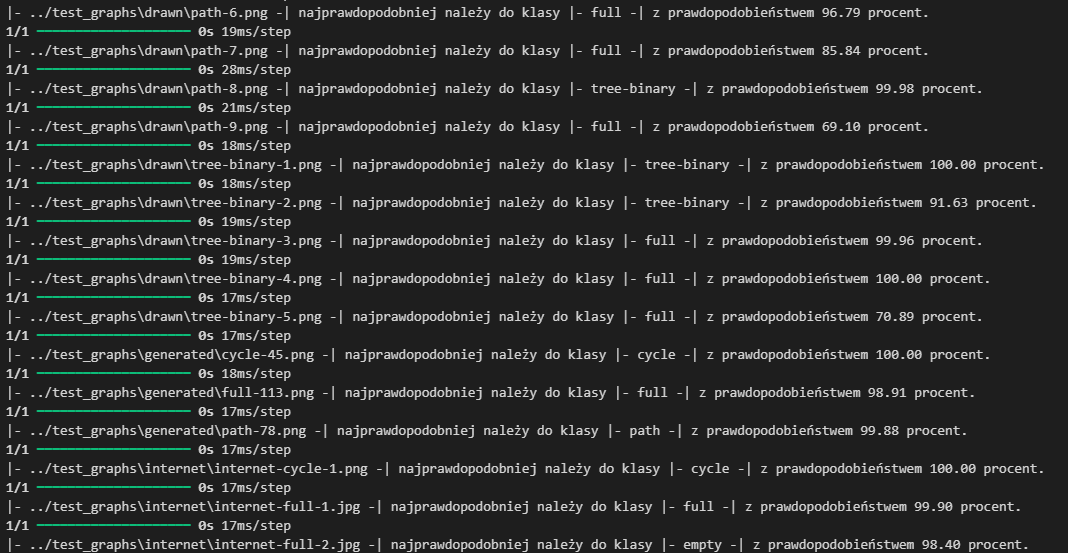 |- ../test_graphs\drawn\path-6.png -| najprawdopodobniej należy do klasy |- full -| z prawdopodobieństwem 96.79 procent.
1/1 ━━━━━━━━━━━━━━━━━━━━ 0s 19ms/step
|- ../test_graphs\drawn\path-7.png -| najprawdopodobniej należy do klasy |- full -| z prawdopodobieństwem 85.84 procent.
1/1 ━━━━━━━━━━━━━━━━━━━━ 0s 28ms/step
|- ../test_graphs\drawn\path-8.png -| najprawdopodobniej należy do klasy |- tree-binary -| z prawdopodobieństwem 99.98 procent.
1/1 ━━━━━━━━━━━━━━━━━━━━ 0s 21ms/step
|- ../test_graphs\drawn\path-9.png -| najprawdopodobniej należy do klasy |- full -| z prawdopodobieństwem 69.10 procent.
1/1 ━━━━━━━━━━━━━━━━━━━━ 0s 18ms/step
|- ../test_graphs\drawn\tree-binary-1.png -| najprawdopodobniej należy do klasy |- tree-binary -| z prawdopodobieństwem 100.00 procent.
1/1 ━━━━━━━━━━━━━━━━━━━━ 0s 18ms/step
|- ../test_graphs\drawn\tree-binary-2.png -| najprawdopodobniej należy do klasy |- tree-binary -| z prawdopodobieństwem 91.63 procent.
1/1 ━━━━━━━━━━━━━━━━━━━━ 0s 19ms/step
|- ../test_graphs\drawn\tree-binary-3.png -| najprawdopodobniej należy do klasy |- full -| z prawdopodobieństwem 99.96 procent.
1/1 ━━━━━━━━━━━━━━━━━━━━ 0s 19ms/step
|- ../test_graphs\drawn\tree-binary-4.png -| najprawdopodobniej należy do klasy |- full -| z prawdopodobieństwem 100.00 procent.
1/1 ━━━━━━━━━━━━━━━━━━━━ 0s 17ms/step
|- ../test_graphs\drawn\tree-binary-5.png -| najprawdopodobniej należy do klasy |- full -| z prawdopodobieństwem 70.89 procent.
1/1 ━━━━━━━━━━━━━━━━━━━━ 0s 17ms/step
|- ../test_graphs\generated\cycle-45.png -| najprawdopodobniej należy do klasy |- cycle -| z prawdopodobieństwem 100.00 procent.
1/1 ━━━━━━━━━━━━━━━━━━━━ 0s 18ms/step
|- ../test_graphs\generated\full-113.png -| najprawdopodobniej należy do klasy |- full -| z prawdopodobieństwem 98.91 procent.
1/1 ━━━━━━━━━━━━━━━━━━━━ 0s 17ms/step
|- ../test_graphs\generated\path-78.png -| najprawdopodobniej należy do klasy |- path -| z prawdopodobieństwem 99.88 procent.
1/1 ━━━━━━━━━━━━━━━━━━━━ 0s 17ms/step
|- ../test_graphs\internet\internet-cycle-1.png -| najprawdopodobniej należy do klasy |- cycle -| z prawdopodobieństwem 100.00 procent.
1/1 ━━━━━━━━━━━━━━━━━━━━ 0s 17ms/step
|- ../test_graphs\internet\internet-full-1.jpg -| najprawdopodobniej należy do klasy |- full -| z prawdopodobieństwem 99.90 procent.
1/1 ━━━━━━━━━━━━━━━━━━━━ 0s 17ms/step
|- ../test_graphs\internet\internet-full-2.jpg -| najprawdopodobniej należy do klasy |- empty -| z prawdopodobieństwem 98.40 procent.